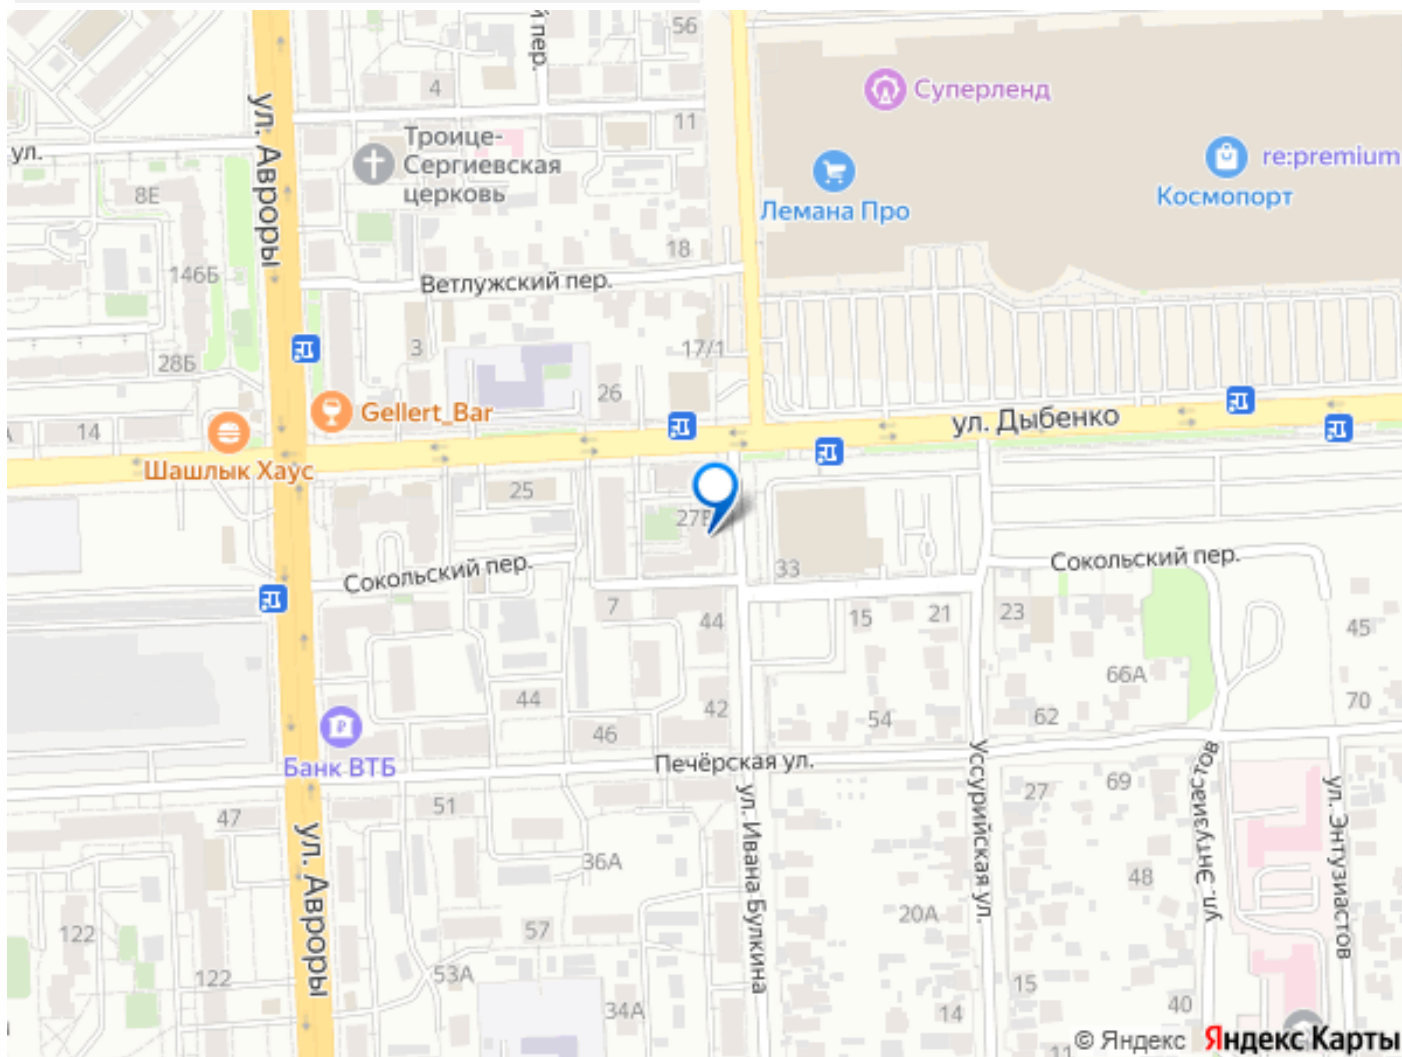 й пер.
56
Суперленд
4
ул. Авроры
11
Троице-
Сергиевская
церковь
ул.
re:premium
Лемана Про
Космопорт
8Е
18
146Б
Ветлужский пер.
3
17/1
28Б
26
Gellert_Bar
ул. Дыбенко
14
Шашлык Хаус
25
27Е
Сокольский пер.
Сокольский пер.
33
7
44
15
21
23
45
66А
44
42
70
54
62
46
Банк ВТБ
Печёрская ул.
47
51
ул. Авроры
ул. Ивана Булкина
Уссурийская ул.
27
69
ул. Энтузиастов
ул. Энтузиастов
36А
48
20А
122
57
122
53А
34А
15
14
40
© Яндекс Яндекс Карты